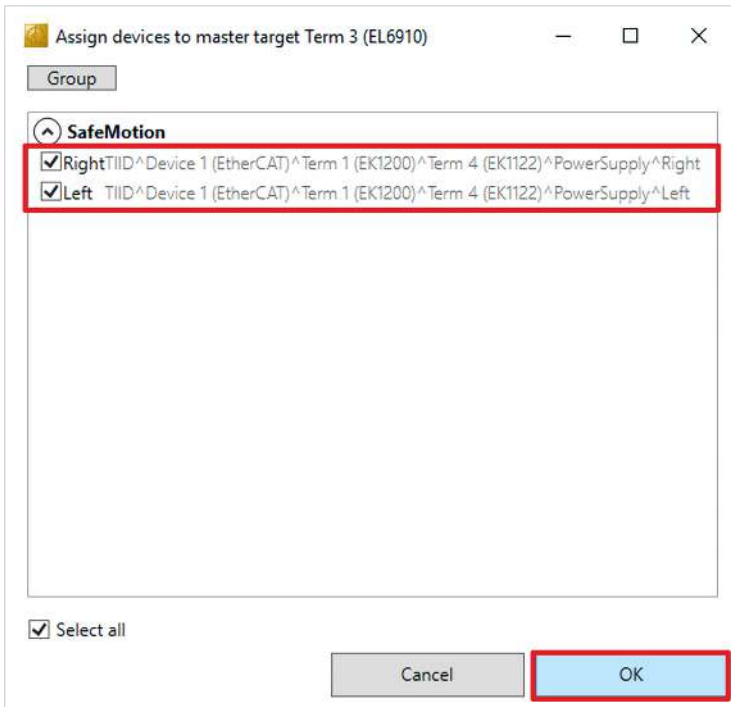 Assign devices to master target Term 3 (EL6910)
Group
SafeMotion
RightTIID^Device 1 (EtherCAT)^Term 1 (EK1200)^Term 4 (EK1122)^PowerSupply^Right
Left TIID^Device 1 (EtherCAT)^Term 1 (EK1200)^Term 4 (EK1122)^PowerSupply^Left
Select all
Cancel OK